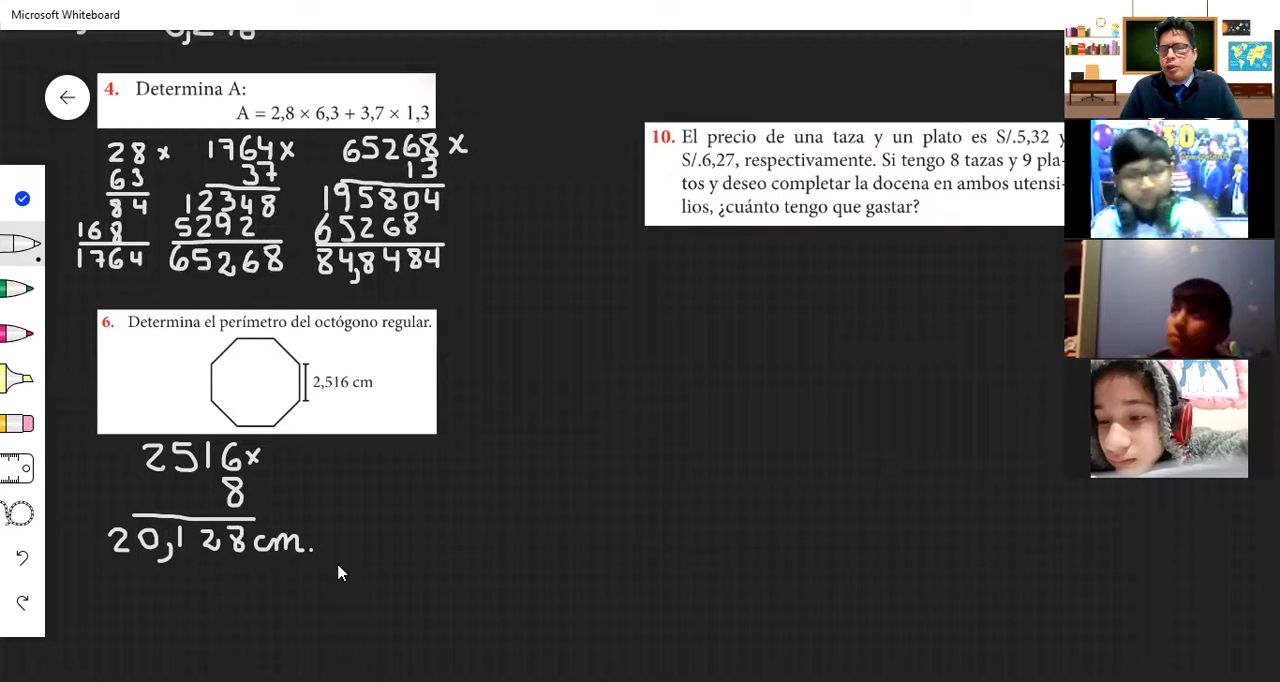 Microsoft Whiteboard
4. Determina A:
A = 2,8 × 6,3 + 3,7 × 1,3
28 x
63
84
168
1764
1764 x
37
12348
5292
65268
65268 x
13
195804
65268
84,8484
6. Determina el perímetro del octógono regular.
2,516 cm
2516 x
8
20,128 cm.
10. El precio de una taza y un plato es S/.5,32 y
S/.6,27, respectivamente. Si tengo 8 tazas y 9 pla-
tos y deseo completar la docena en ambos utensi-
lios, ¿cuánto tengo que gastar?